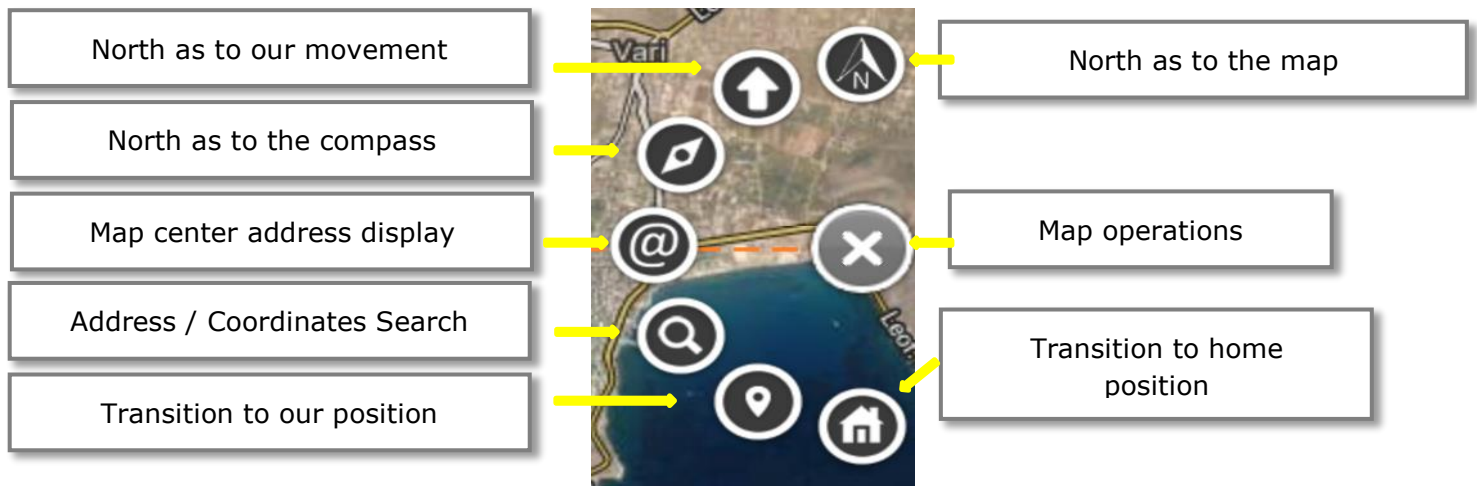 North as to our movement
North as to the map
North as to the compass
Map center address display
Map operations
Address / Coordinates Search
Transition to home
position
Transition to our position
Vari
N
@
Leof.